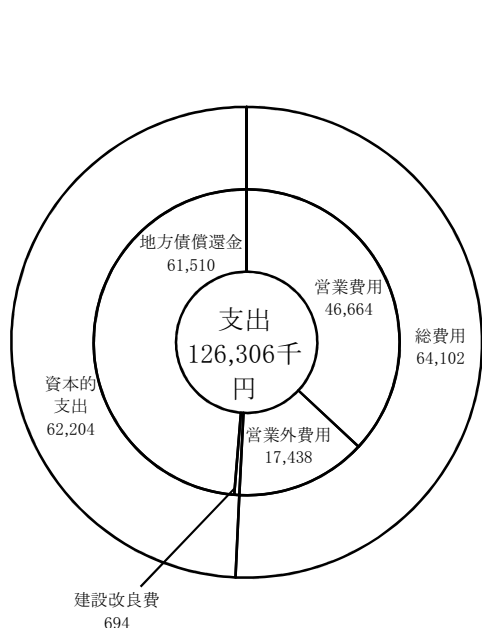 地方債償還金
61,510
営業費用
46,664
支出
126,306千
円
総費用
64,102
資本的
支出
62,204
営業外費用
17,438
建設改良費
694